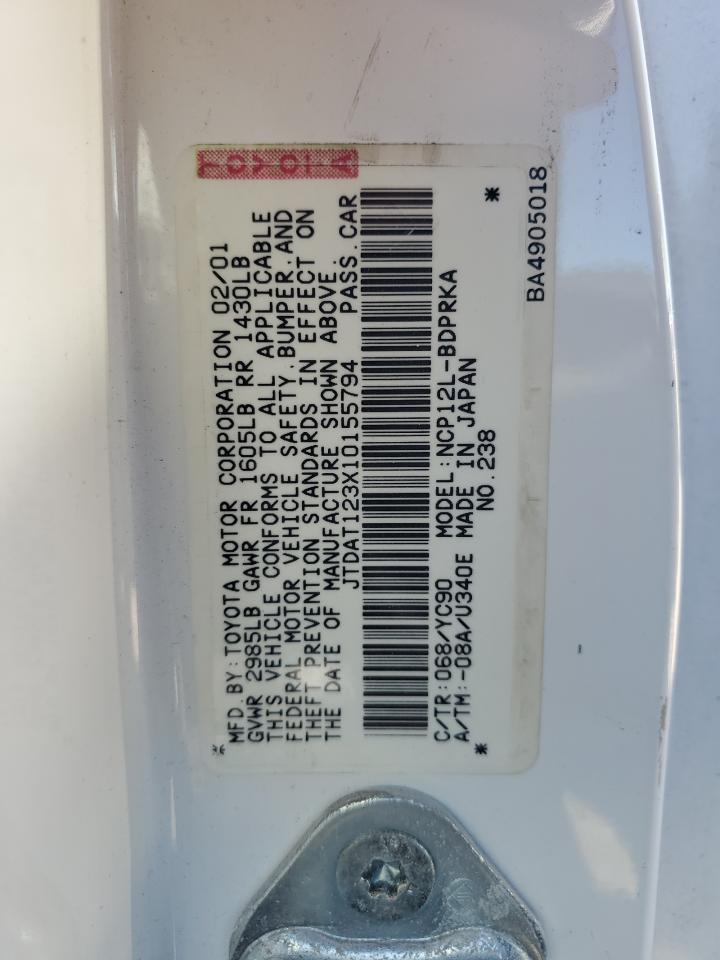 TOYOTA
MFD.BY:TOYOTA MOTOR CORPORATION 02/01
GVWR 2985LB GAWR FR 1605LB RR 1430LB
THIS VEHICLE CONFORMS TO ALL APPLICABLE
FEDERAL MOTOR VEHICLE SAFETY,BUMPER,AND
THEFT PREVENTION STANDARDS IN EFFECT ON
THE DATE OF MANUFACTURE SHOWN ABOVE.
JTDAT123X10155794 PASS.CAR
C/TR:068/YC90 MODEL:NCP12L-BDPRKA
A/TM:-08A/U340E MADE IN JAPAN
NO.238
BA4905018